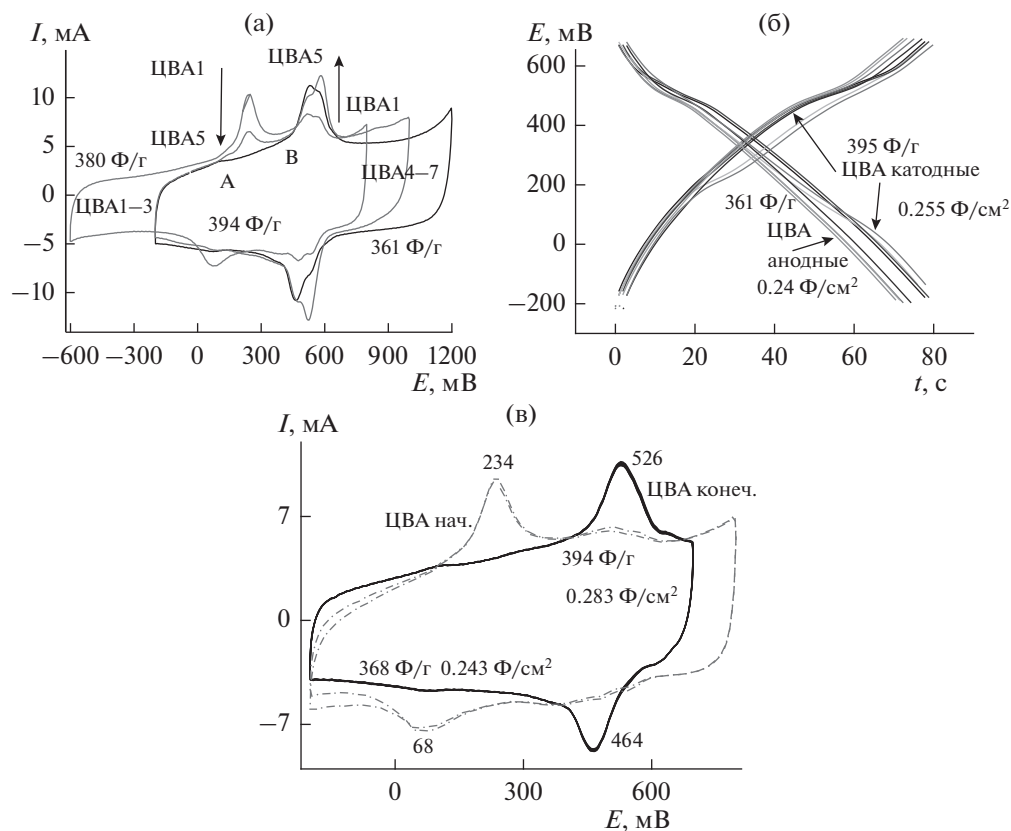 (а)
I, мА
ЦВА1
ЦВА5
ЦВА1
10
ЦВА5
5
B
380 Ф/г
A
0
ЦВА4−7
ЦВА1−3
394 Ф/г
−5
361 Ф/г
−10
−600 −300 0 300 600 900 1200
E, мВ
(б)
E, мВ
600
400
395 Ф/г
ЦВА катодные
200
361 Ф/г
0.255 Ф/см²
ЦВА
0
анодные
0.24 Ф/см²
−200
0 20 40 60 80
t, с
(в)
I, мА
234
526
ЦВА конеч.
7
ЦВА нач.
394 Ф/г
0.283 Ф/см²
0
368 Ф/г 0.243 Ф/см²
−7
68
464
0 300 600
E, мВ